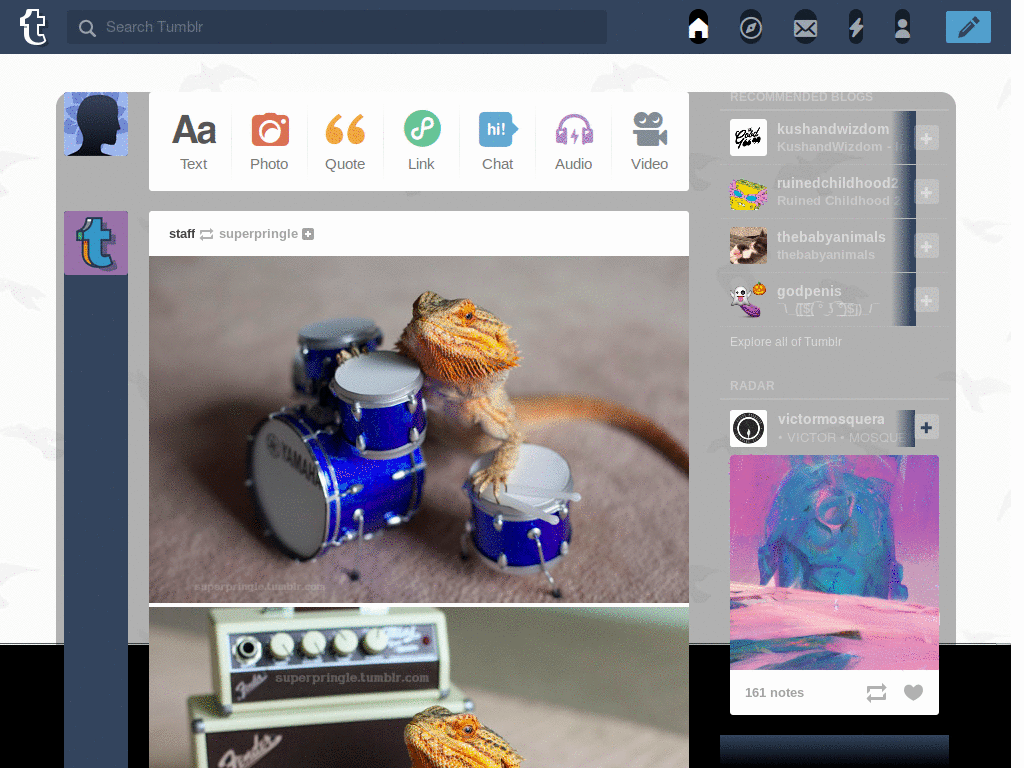 Search Tumblr
Aa
hi!
Text
Photo
Quote
Link
Chat
Audio
Video
staff superpringle
YAMAHA
superpringle.tumblr.com
superpringle.tumblr.com
Fender
Fender
RECOMMENDED BLOGS
kushandwizdom
KushandWizdom - In
ruinedchildhood2
Ruined Childhood 2
thebabyanimals
thebabyanimals
godpenis
Explore all of Tumblr
RADAR
victormosquera
• VICTOR • MOSQUE
161 notes